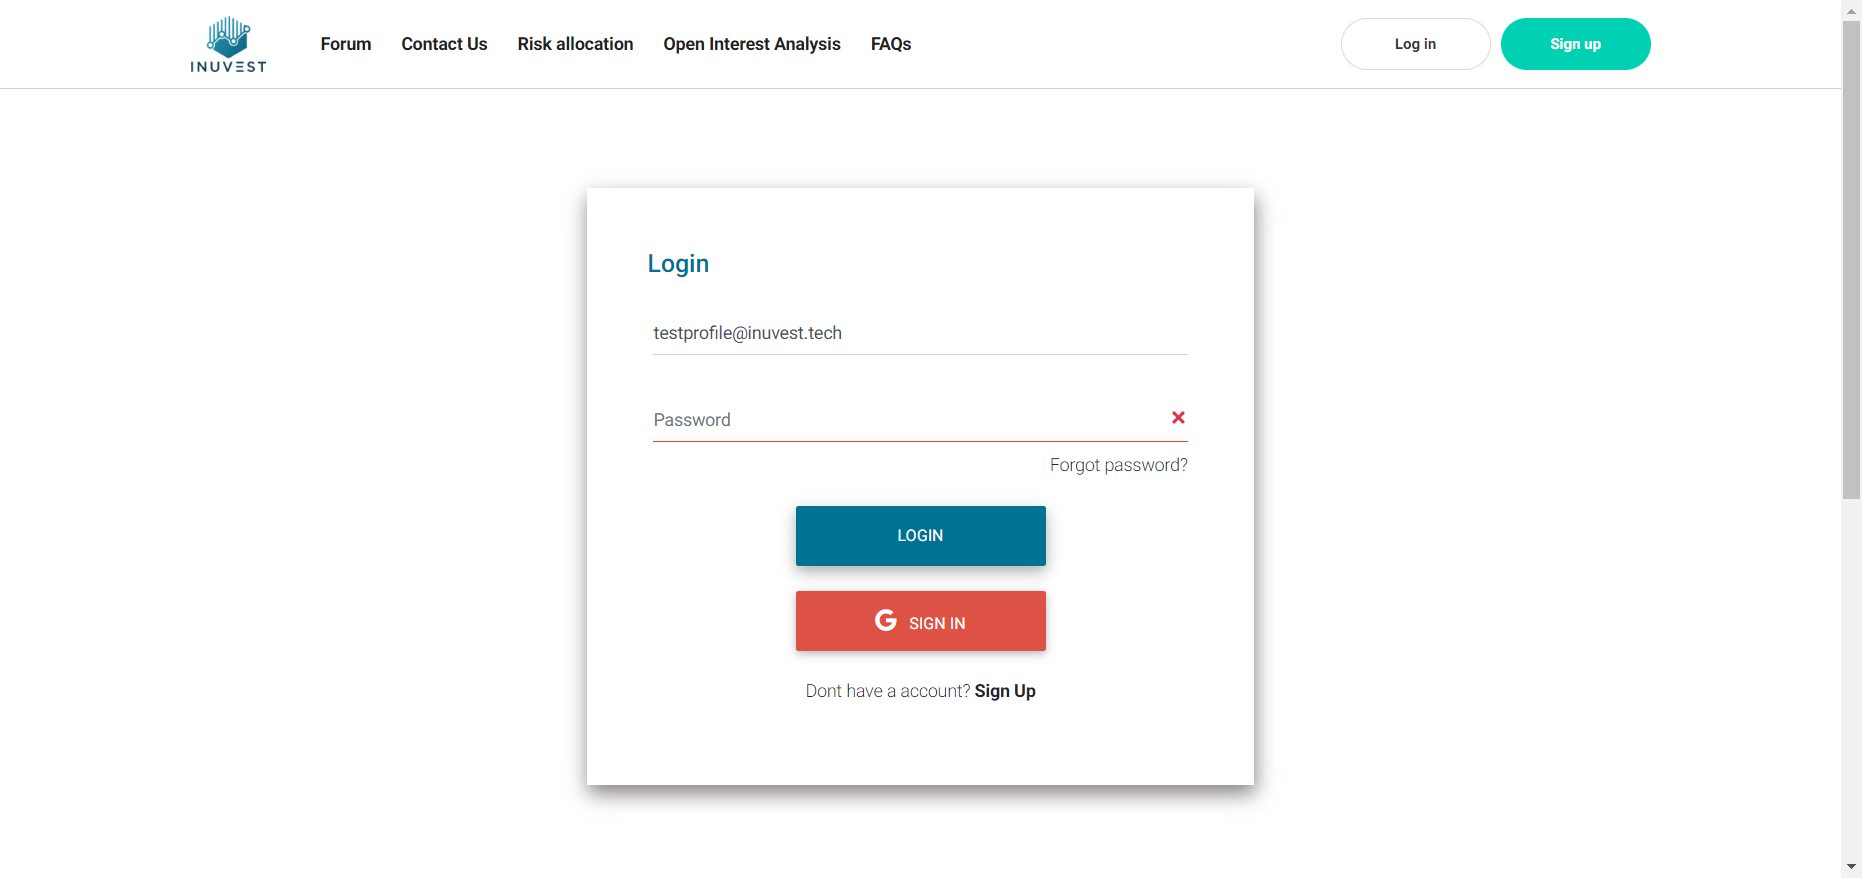 INUVEST
Forum Contact Us Risk allocation Open Interest Analysis FAQs Log in Sign up
Login
testprofile@inuvest.tech
Password
Forgot password?
LOGIN
G SIGN IN
Dont have a account? Sign Up